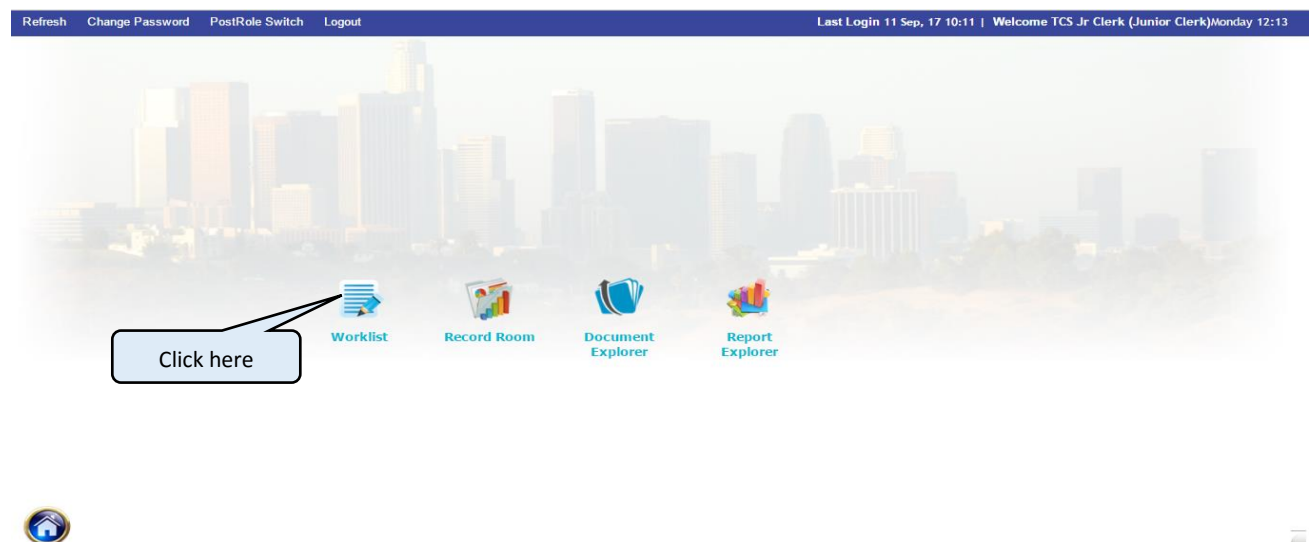 Refresh Change Password PostRole Switch Logout Last Login 11 Sep, 17 10:11 | Welcome TCS Jr Clerk (Junior Clerk)Monday 12:13
Worklist Record Room Document Explorer Report Explorer
Click here